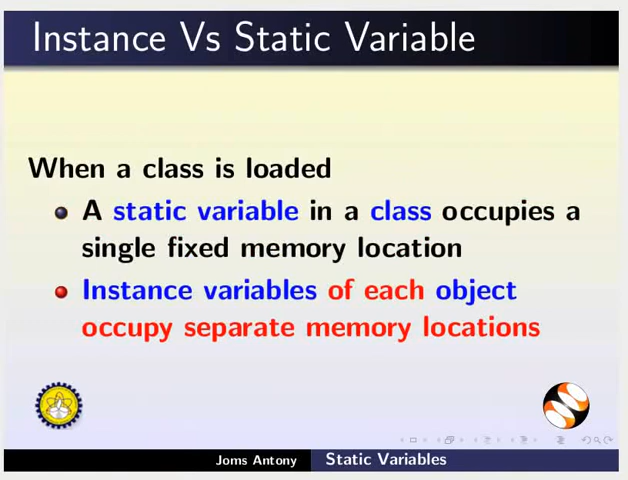 Instance Vs Static Variable
When a class is loaded
A static variable in a class occupies a
single fixed memory location
Instance variables of each object
occupy separate memory locations
Joms Antony
Static Variables